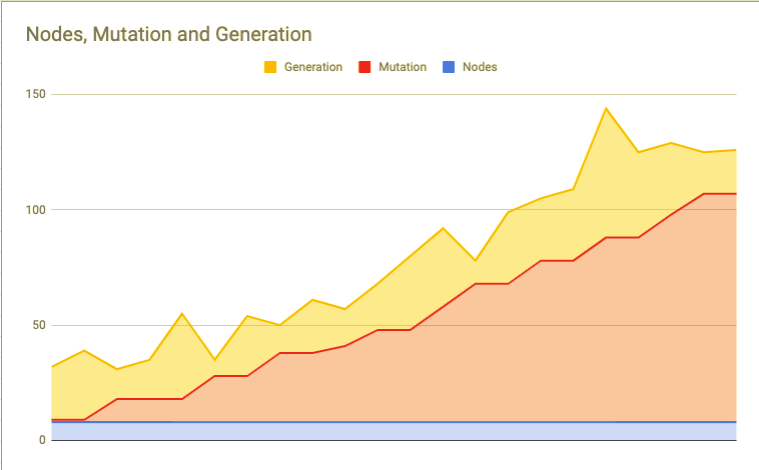 Nodes, Mutation and Generation
Generation Mutation Nodes
150
100
50
0